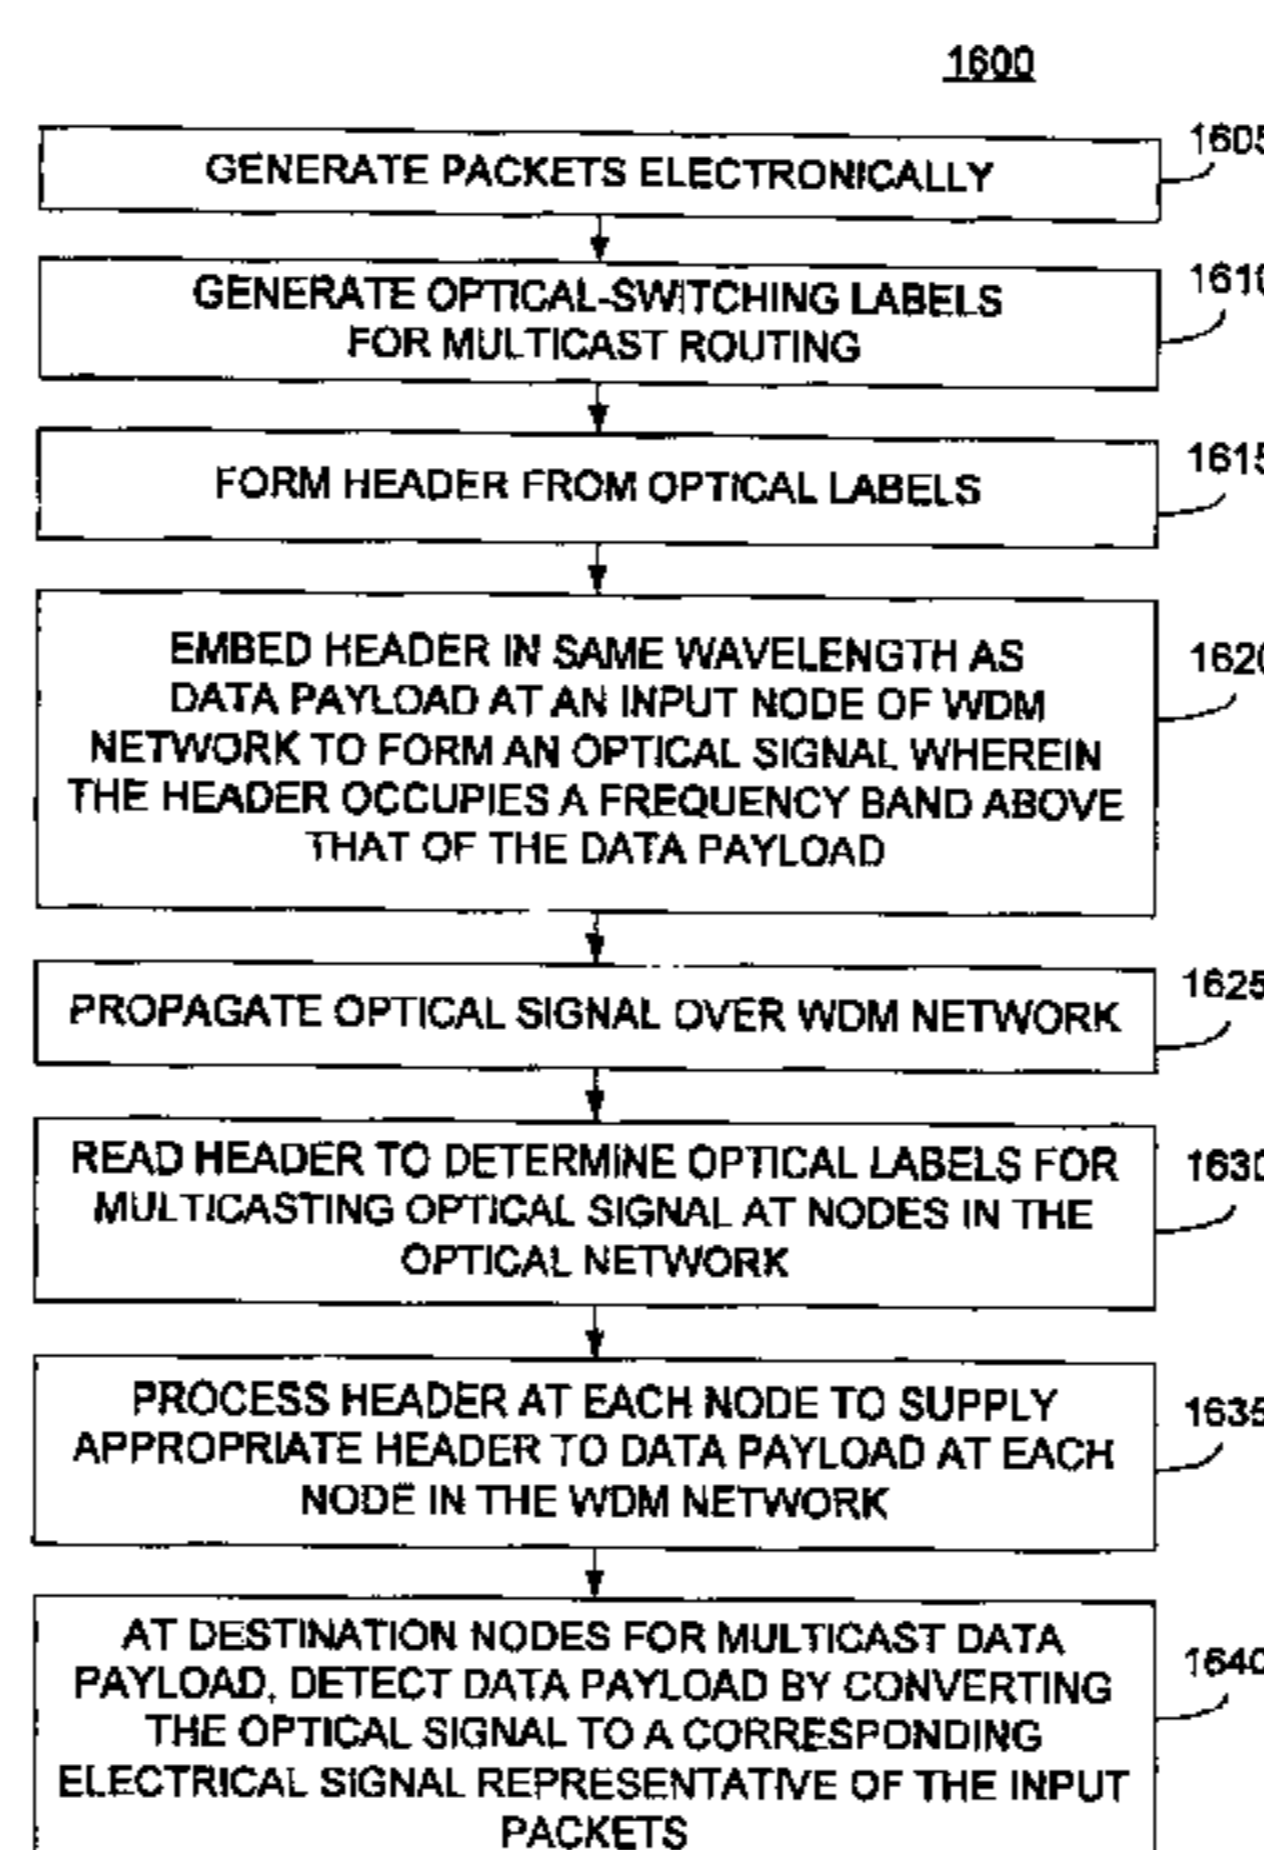 1600
GENERATE PACKETS ELECTRONICALLY
1605
GENERATE OPTICAL-SWITCHING LABELS
FOR MULTICAST ROUTING
1610
FORM HEADER FROM OPTICAL LABELS
1615
EMBED HEADER IN SAME WAVELENGTH AS
DATA PAYLOAD AT AN INPUT NODE OF WDM
NETWORK TO FORM AN OPTICAL SIGNAL WHEREIN
THE HEADER OCCUPIES A FREQUENCY BAND ABOVE
THAT OF THE DATA PAYLOAD
1620
PROPAGATE OPTICAL SIGNAL OVER WDM NETWORK
1625
READ HEADER TO DETERMINE OPTICAL LABELS FOR
MULTICASTING OPTICAL SIGNAL AT NODES IN THE
OPTICAL NETWORK
1630
PROCESS HEADER AT EACH NODE TO SUPPLY
APPROPRIATE HEADER TO DATA PAYLOAD AT EACH
NODE IN THE WDM NETWORK
1635
AT DESTINATION NODES FOR MULTICAST DATA
PAYLOAD, DETECT DATA PAYLOAD BY CONVERTING
THE OPTICAL SIGNAL TO A CORRESPONDING
ELECTRICAL SIGNAL REPRESENTATIVE OF THE INPUT
PACKETS
1640